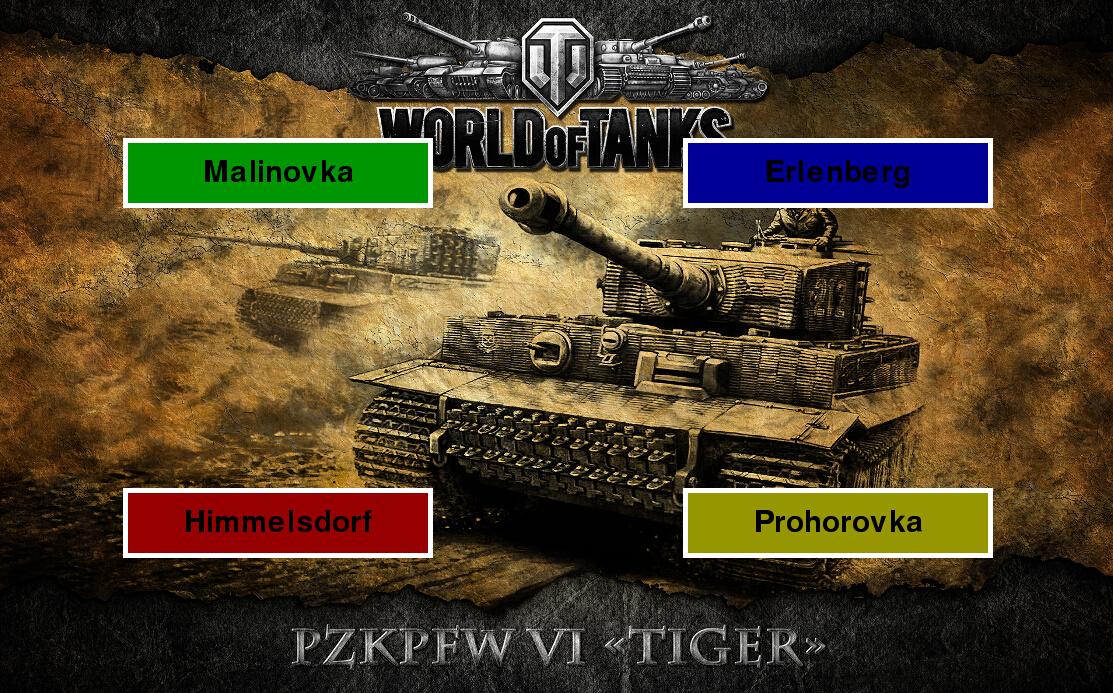 WORLD OF TANKS
Malinovka
Erlenberg
Himmelsdorf
Prohorovka
PZKPFW VI «TIGER»